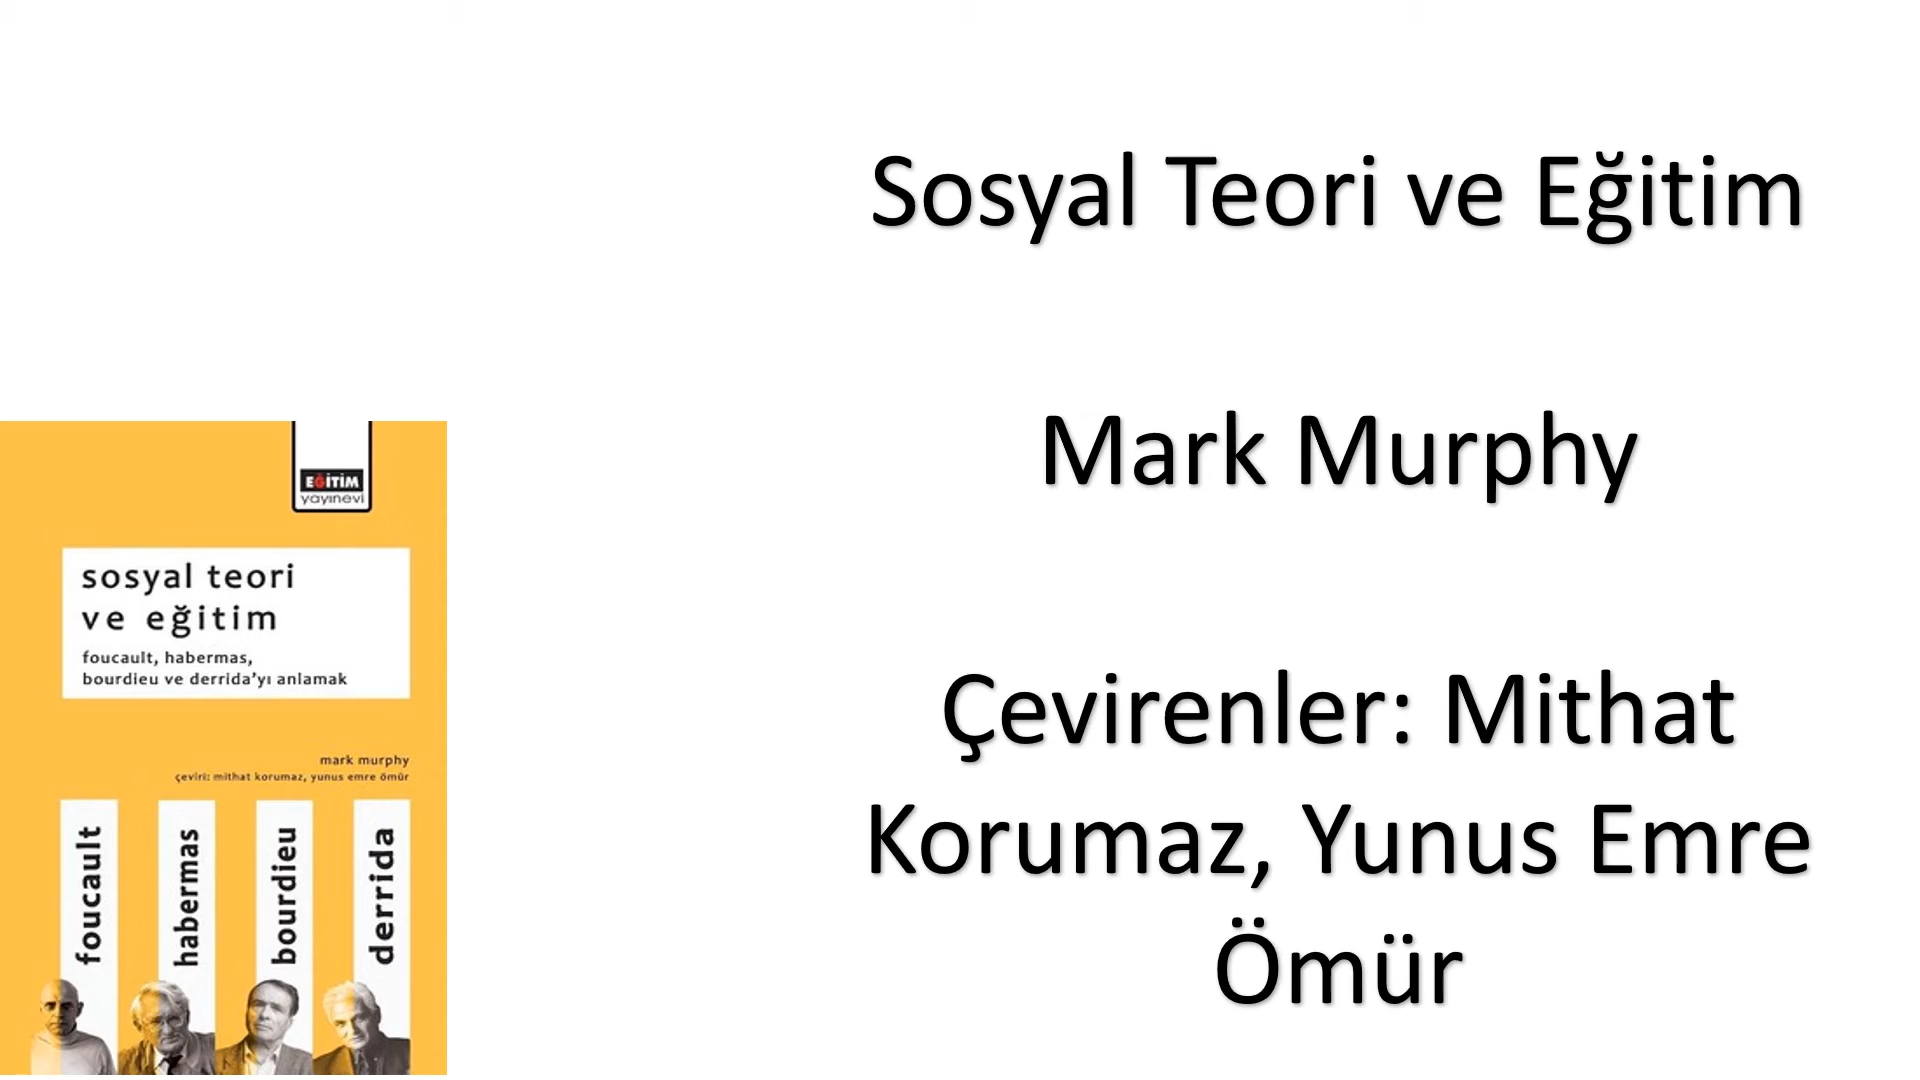 Sosyal Teori ve Eğitim
Mark Murphy
Çevirenler: Mithat
Korumaz, Yunus Emre
Ömür
EĞİTİM
yayınevi
sosyal teori
ve eğitim
foucault, habermas,
bourdieu ve derrida'yı anlamak
mark murphy
çeviri: mithat korumaz, yunus emre ömür
foucault
habermas
bourdieu
derrida